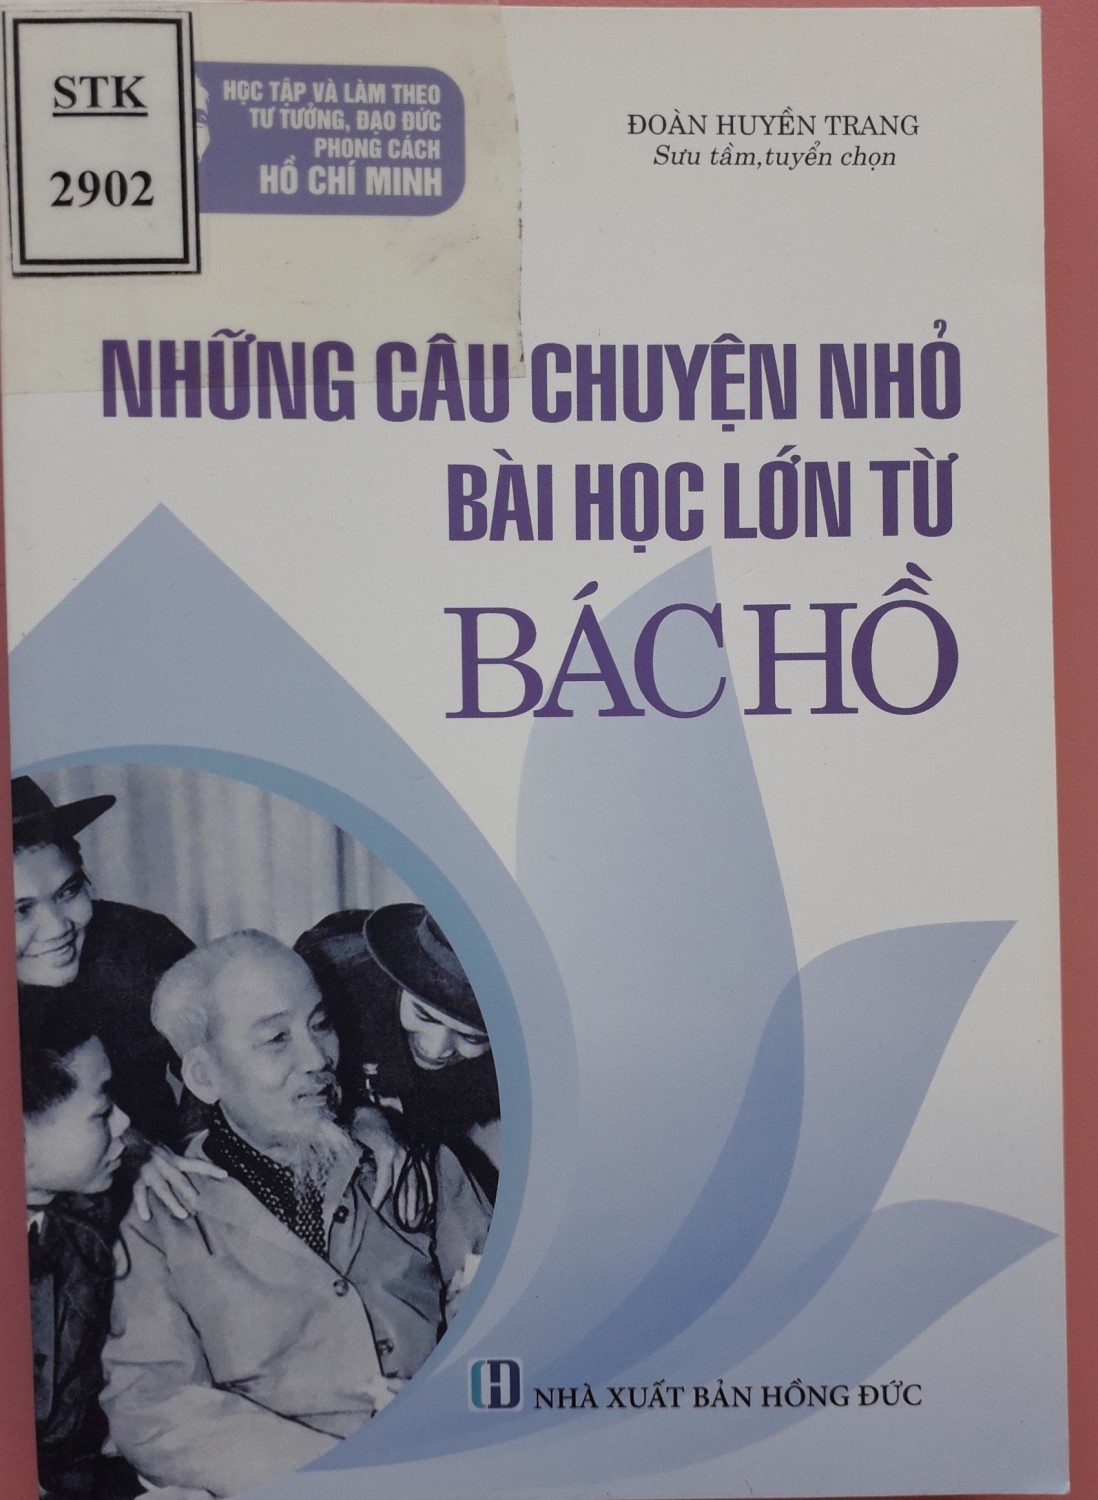 STK
2902
HỌC TẬP VÀ LÀM THEO
TƯ TƯỞNG, ĐẠO ĐỨC
PHONG CÁCH
HỒ CHÍ MINH
ĐOÀN HUYỀN TRANG
Sưu tầm,tuyển chọn
NHỮNG CÂU CHUYỆN NHỎ
BÀI HỌC LỚN TỪ
BÁC HỒ
NHÀ XUẤT BẢN HỒNG ĐỨC